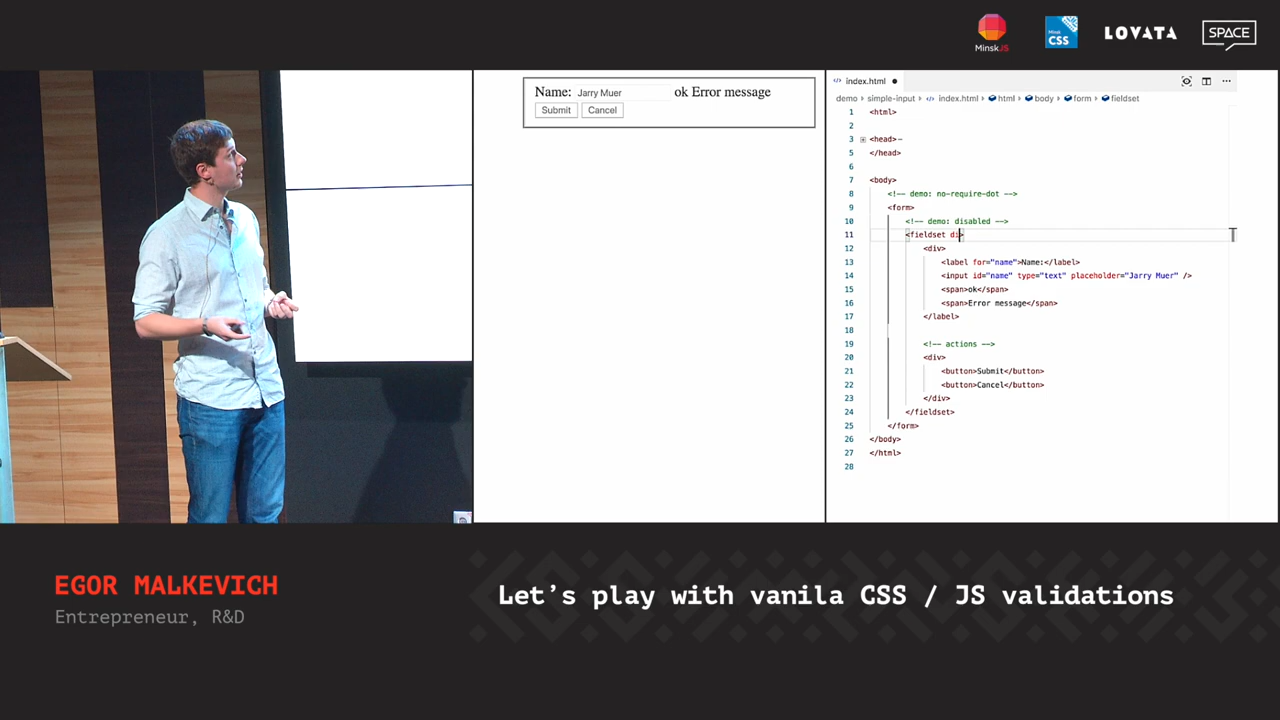 MinskJS
Minsk
CSS
LOVATA
SPACE
Name: Jarry Muer ok Error message
Submit Cancel
index.html
demo simple-input index.html html body form fieldset
1 <html>
2
3 <head>
5 </head>
6
7 <body>
8 <!-- demo: no-require-dot -->
9 <form>
10 <!-- demo: disabled -->
11 <fieldset di>
12 <div>
13 <label for="name">Name:</label>
14 <input id="name" type="text" placeholder="Jarry Muer" />
15 <span>ok</span>
16 <span>Error message</span>
17 </label>
18
19 <!-- actions -->
20 <div>
21 <button>Submit</button>
22 <button>Cancel</button>
23 </div>
24 </fieldset>
25 </form>
26 </body>
27 </html>
28
EGOR MALKEVICH
Entrepreneur, R&D
Let's play with vanila CSS / JS validations